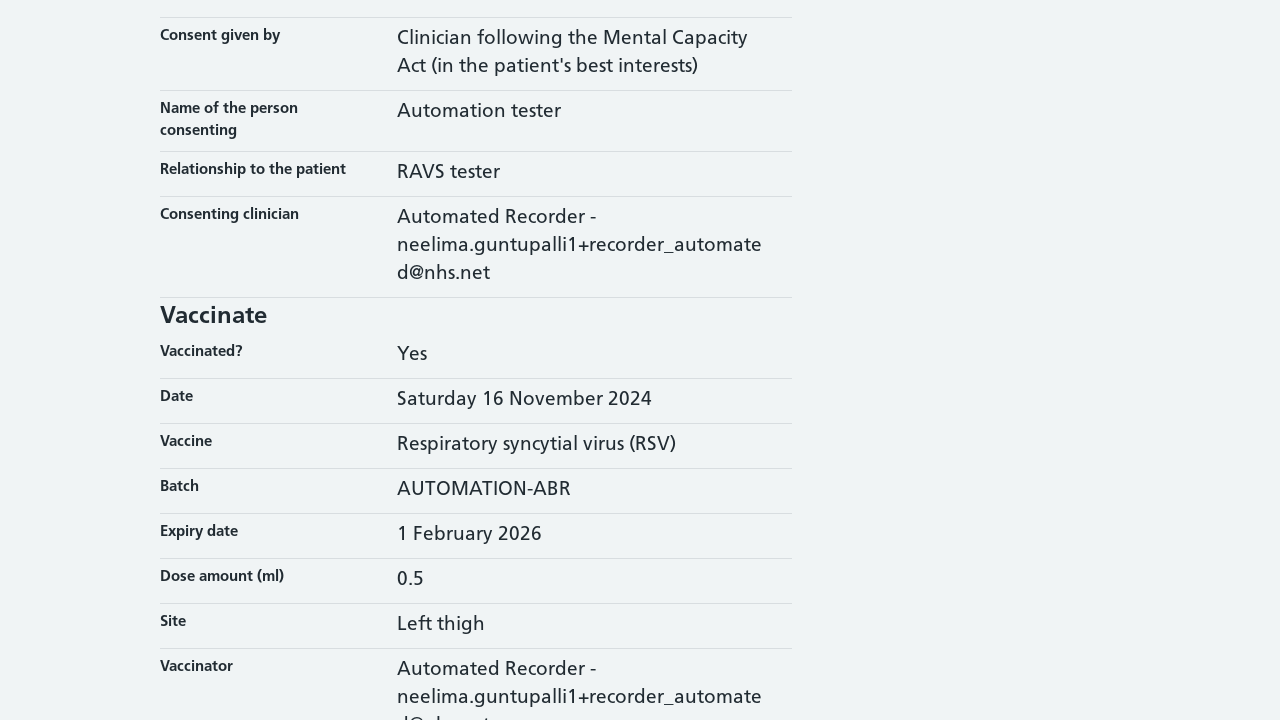 Consent given by
Clinician following the Mental Capacity
Act (in the patient's best interests)
Name of the person
consenting
Automation tester
Relationship to the patient
RAVS tester
Consenting clinician
Automated Recorder -
neelima.guntupalli1+recorder_automate
d@nhs.net
Vaccinate
Vaccinated?
Yes
Date
Saturday 16 November 2024
Vaccine
Respiratory syncytial virus (RSV)
Batch
AUTOMATION-ABR
Expiry date
1 February 2026
Dose amount (ml)
0.5
Site
Left thigh
Vaccinator
Automated Recorder -
neelima.guntupalli1+recorder_automate